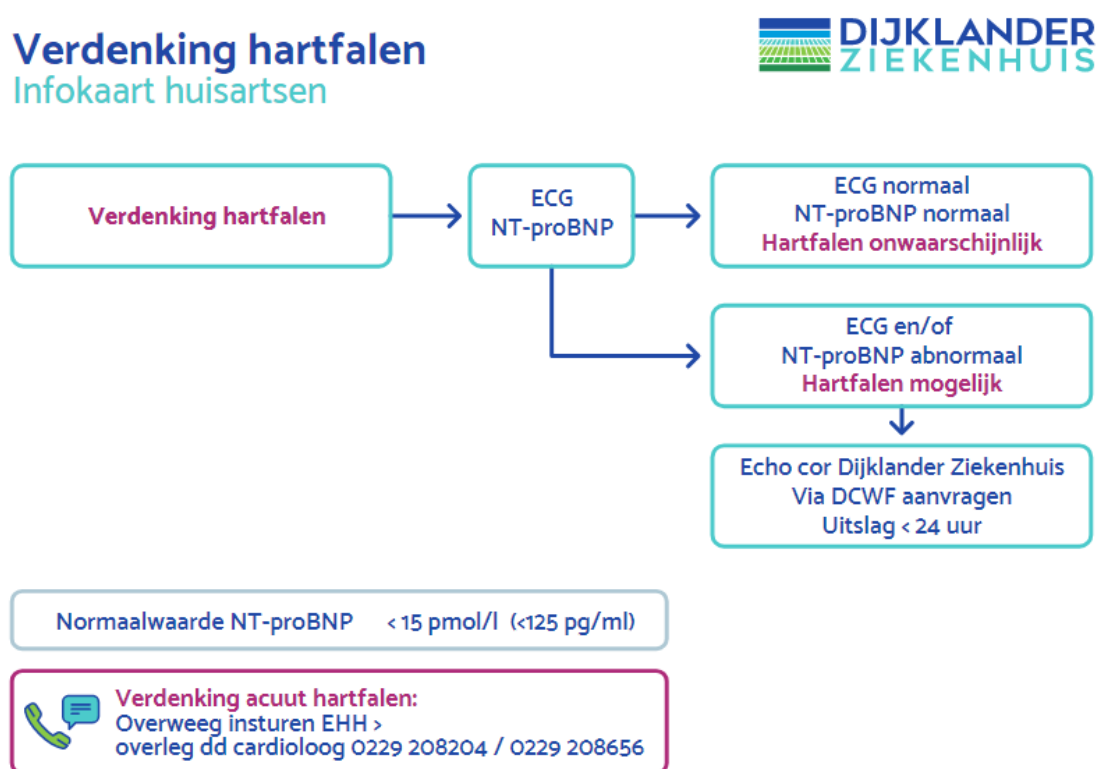 Verdenking hartfalen
Infokaart huisartsen
DIJKLANDER
ZIEKENHUIS
Verdenking hartfalen
ECG
NT-proBNP
ECG normaal
NT-proBNP normaal
Hartfalen onwaarschijnlijk
ECG en/of
NT-proBNP abnormaal
Hartfalen mogelijk
Echo cor Dijklander Ziekenhuis
Via DCWF aanvragen
Uitslag < 24 uur
Normaalwaarde NT-proBNP < 15 pmol/l (<125 pg/ml)
Verdenking acuut hartfalen:
Overweeg insturen EHH >
overleg dd cardioloog 0229 208204 / 0229 208656